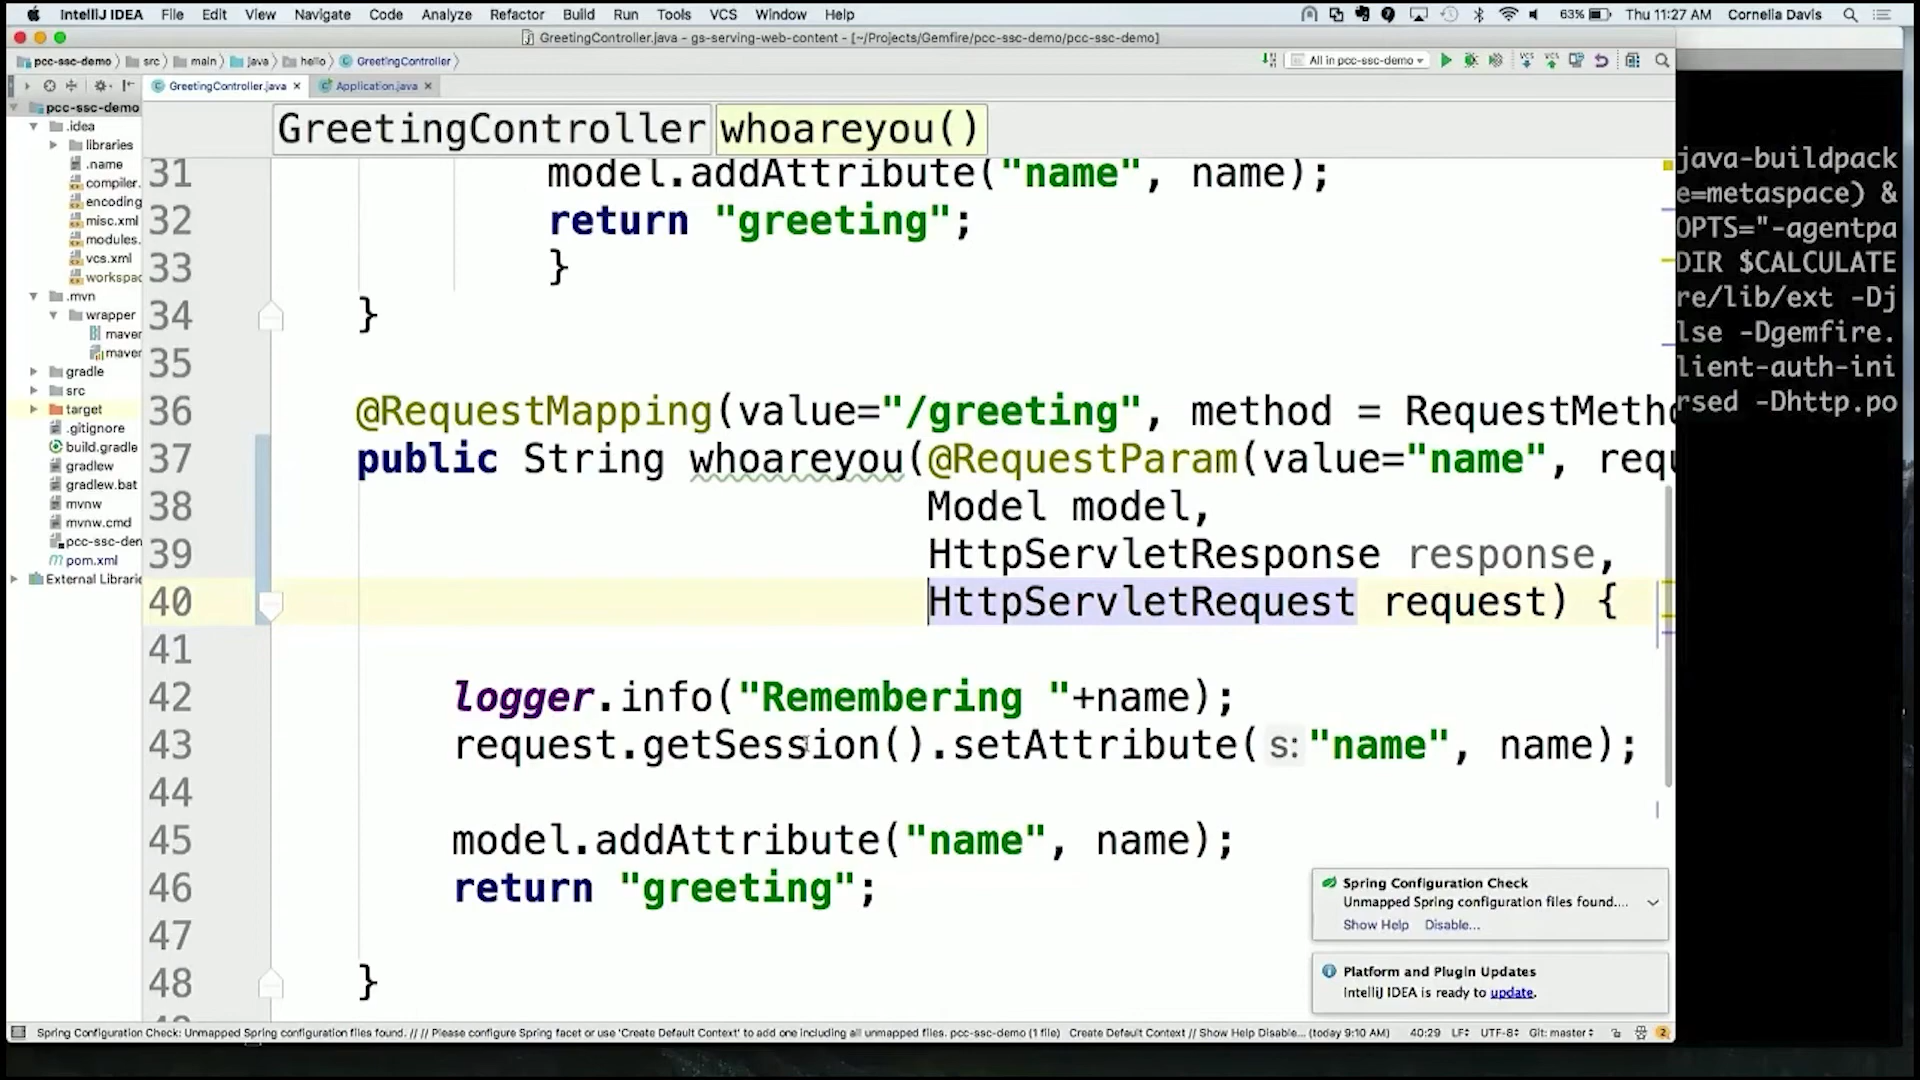 IntelliJ IDEA File Edit View Navigate Code Analyze Refactor Build Run Tools VCS Window Help 63% Thu 11:27 AM Cornelia Davis
GreetingController.java - gs-serving-web-content - [~/Projects/Gemfire/pcc-ssc-demo/pcc-ssc-demo]
pcc-ssc-demo src main java hello GreetingController All in pcc-ssc-demo
GreetingController.java Application.java
GreetingController whoareyou()
pcc-ssc-demo
.idea
libraries
.name
compiler.
encoding
misc.xml
modules.
vcs.xml
workspac
.mvn
wrapper
maver
maver
gradle
src
target
.gitignore
build.gradle
gradlew
gradlew.bat
mvnw
mvnw.cmd
pcc-ssc-den
pom.xml
External Librarie
31 model.addAttribute("name", name);
32 return "greeting";
33 }
34 }
35
36 @RequestMapping(value="/greeting", method = RequestMetho
37 public String whoareyou(@RequestParam(value="name", requ
38 Model model,
39 HttpServletResponse response,
40 HttpServletRequest request) {
41
42 logger.info("Remembering "+name);
43 request.getSession().setAttribute(s:"name", name);
44
45 model.addAttribute("name", name);
46 return "greeting";
47
48 }
java-buildpack
e=metaspace) &
OPTS="-agentpa
DIR $CALCULATE
re/lib/ext -Dj
lse -Dgemfire.
lient-auth-ini
rsed -Dhttp.po
Spring Configuration Check
Unmapped Spring configuration files found....
Show Help Disable...
Platform and Plugin Updates
IntelliJ IDEA is ready to update.
Spring Configuration Check: Unmapped Spring configuration files found. // // Please configure Spring facet or use 'Create Default Context' to add one including all unmapped files. pcc-ssc-demo (1 file) Create Default Context // Show Help Disable... (today 9:10 AM) 40:29 LF UTF-8 Git: master 2